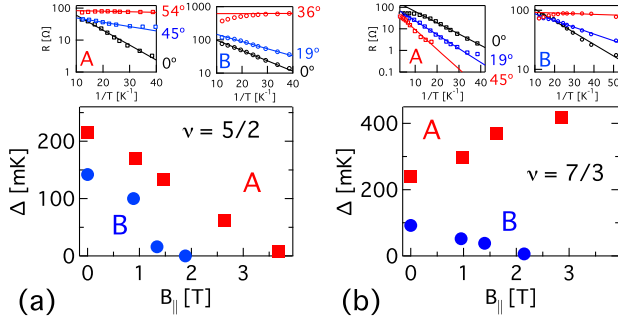 R [Ω]
100
10
1
54°
45°
0°
A
10 20 30 40
1/T [K⁻¹]
1000
100
10
36°
19°
0°
B
10 20 30 40
1/T [K⁻¹]
R [Ω]
100
10
1
0.1
0°
19°
45°
A
10 20 30 40
1/T [K⁻¹]
10
B
10 20 30 40 50
1/T [K⁻¹]
Δ [mK]
200
100
0
ν = 5/2
A
B
0 1 2 3
B|| [T]
(a)
Δ [mK]
400
200
0
A
ν = 7/3
B
0 1 2 3
B|| [T]
(b)